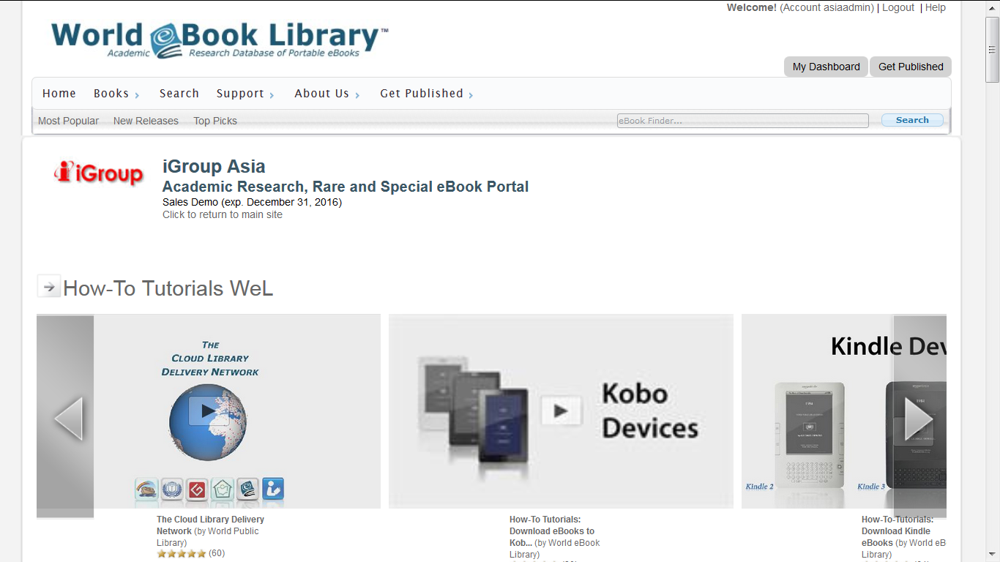 Welcome! (Account asiaadmin) | Logout | Help
World eBook Library™
Academic Research Database of Portable eBooks
My Dashboard Get Published
Home Books Search Support About Us Get Published
Most Popular New Releases Top Picks eBook Finder... Search
iGroup
iGroup Asia
Academic Research, Rare and Special eBook Portal
Sales Demo (exp. December 31, 2016)
Click to return to main site
How-To Tutorials WeL
THE
CLOUD LIBRARY
DELIVERY NETWORK
Kobo
Devices
Kindle Dev
Kindle 2 Kindle 3
The Cloud Library Delivery
Network (by World Public
Library)
(60)
How-To Tutorials:
Download eBooks to
Kob... (by World eBook
Library)
How-To-Tutorials:
Download Kindle
eBooks (by World eB
Library)